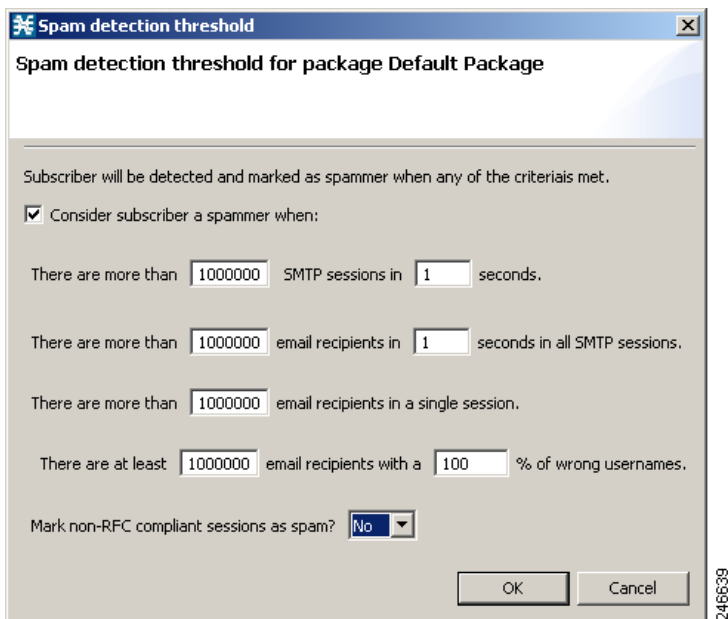 Spam detection threshold
Spam detection threshold for package Default Package
Subscriber will be detected and marked as spammer when any of the criteriais met.
Consider subscriber a spammer when:
There are more than 1000000 SMTP sessions in 1 seconds.
There are more than 1000000 email recipients in 1 seconds in all SMTP sessions.
There are more than 1000000 email recipients in a single session.
There are at least 1000000 email recipients with a 100 % of wrong usernames.
Mark non-RFC compliant sessions as spam? No
OK Cancel
246639